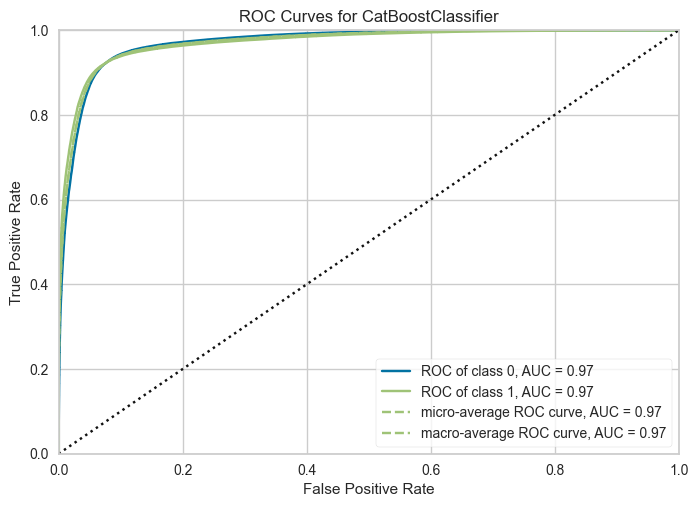 ROC Curves for CatBoostClassifier
1.0
0.8
0.6
0.4
0.2
0.0
True Positive Rate
ROC of class 0, AUC = 0.97
ROC of class 1, AUC = 0.97
micro-average ROC curve, AUC = 0.97
macro-average ROC curve, AUC = 0.97
0.0 0.2 0.4 0.6 0.8 1.0
False Positive Rate